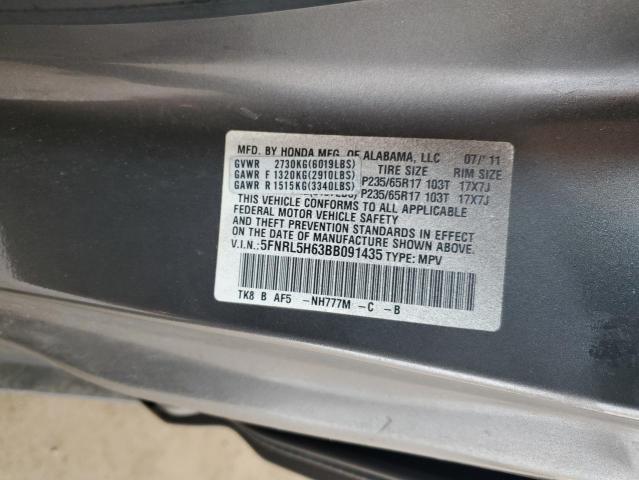 MFD. BY HONDA MFG. OF ALABAMA, LLC 07/'11
GVWR 2730KG(6019LBS) TIRE SIZE RIM SIZE
GAWR F 1320KG(2910LBS) P235/65R17 103T 17X7J
GAWR R 1515KG(3340LBS) P235/65R17 103T 17X7J
THIS VEHICLE CONFORMS TO ALL APPLICABLE
FEDERAL MOTOR VEHICLE SAFETY
AND THEFT PREVENTION STANDARDS IN EFFECT
ON THE DATE OF MANUFACTURE SHOWN ABOVE.
V.I.N.: 5FNRL5H63BB091435 TYPE: MPV
TK8 B AF5 -NH777M -C -B